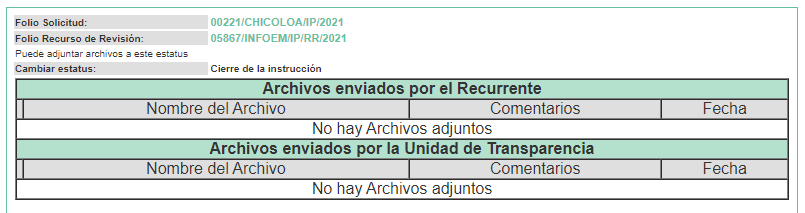 Folio Solicitud: 00221/CHICOLOA/IP/2021
Folio Recurso de Revisión: 05867/INFOEM/IP/RR/2021
Puede adjuntar archivos a este estatus
Cambiar estatus: Cierre de la instrucción
Archivos enviados por el Recurrente
Nombre del Archivo Comentarios Fecha
No hay Archivos adjuntos
Archivos enviados por la Unidad de Transparencia
Nombre del Archivo Comentarios Fecha
No hay Archivos adjuntos